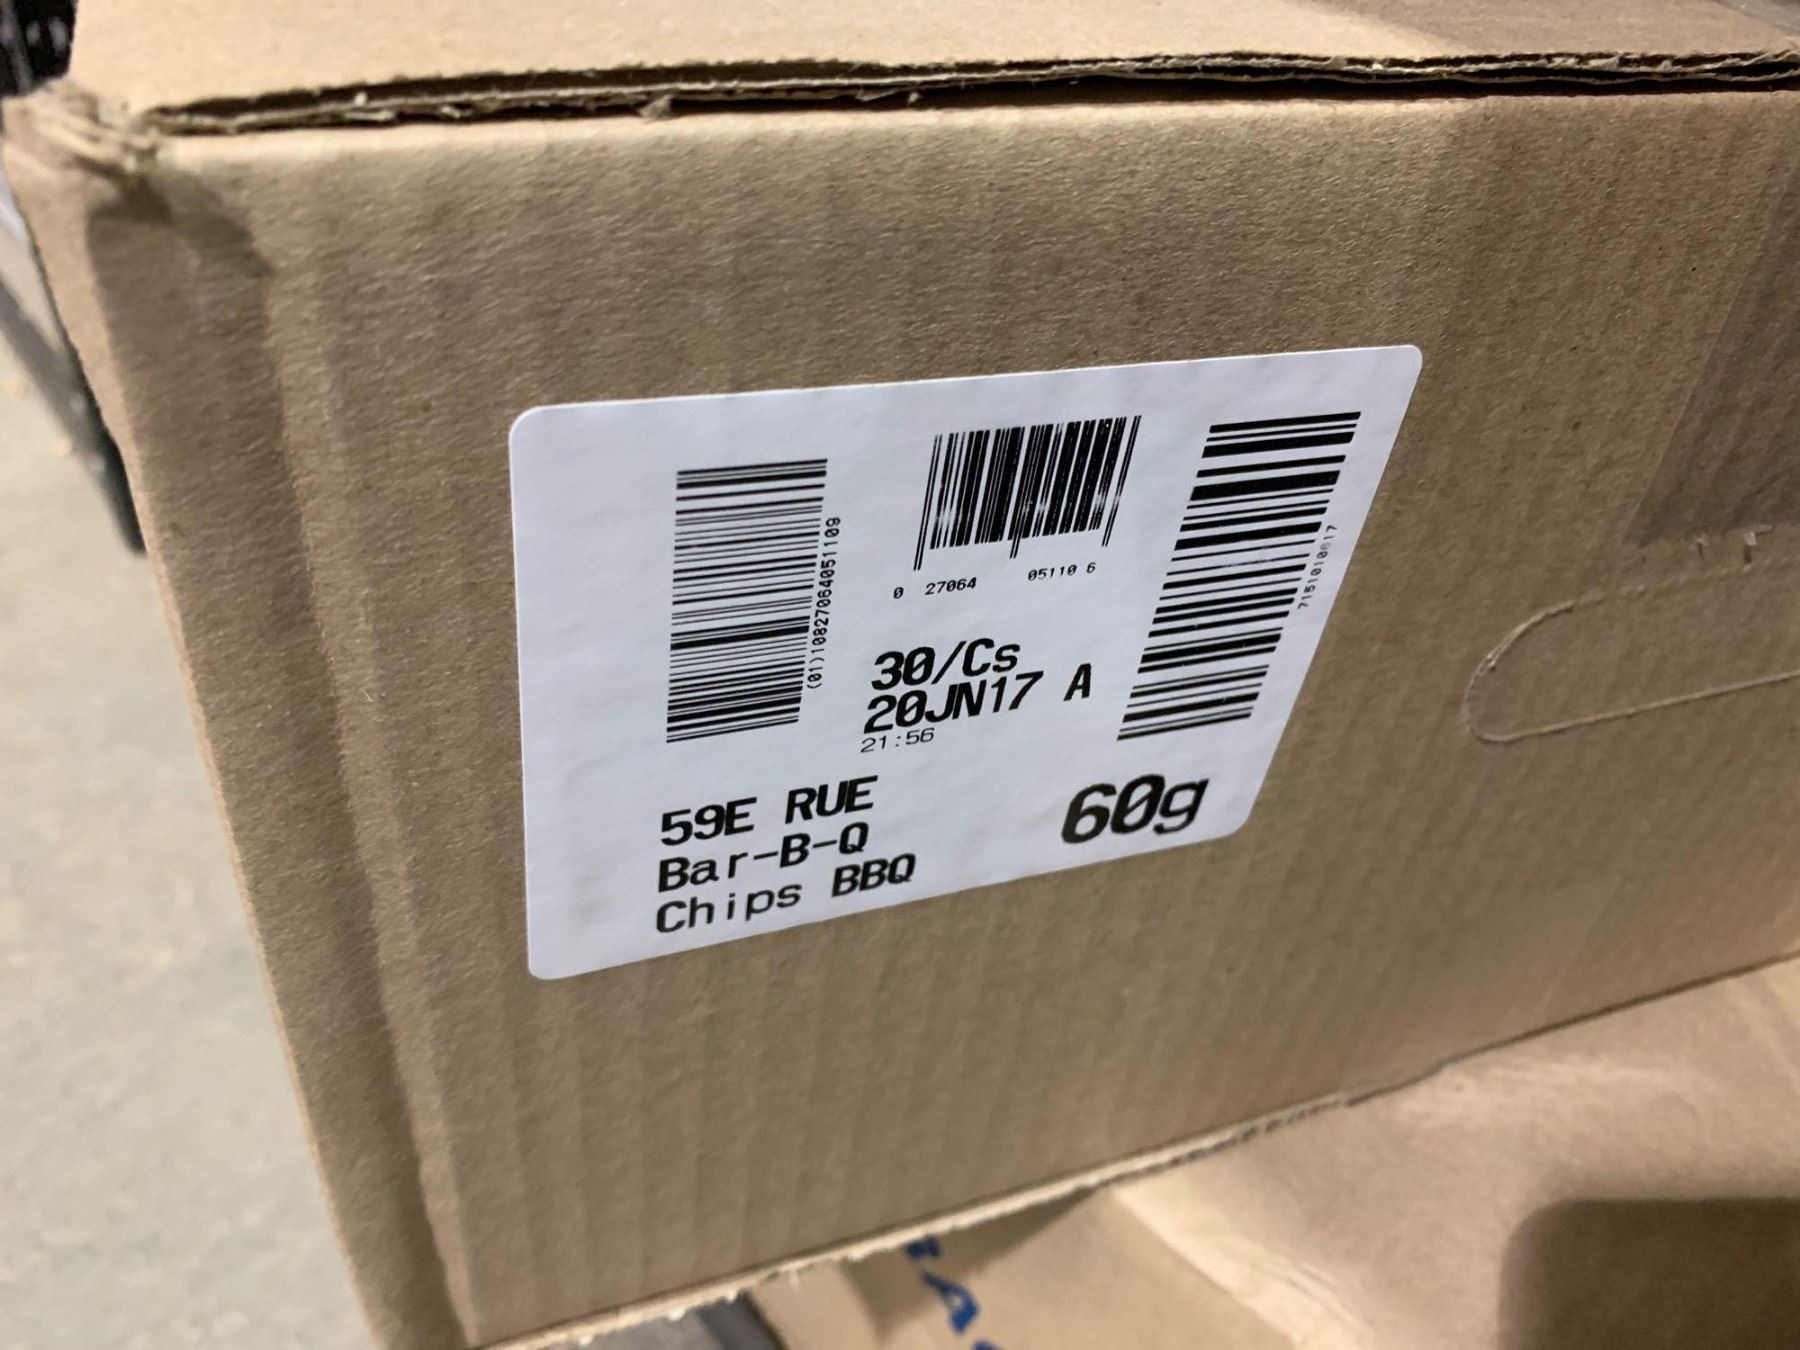 (01)10827064051109
0 27064 05110 6
30/Cs
20JN17 A
21:56
59E RUE
Bar-B-Q
Chips BBQ
60g